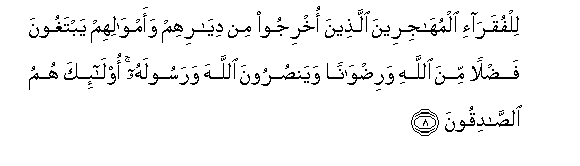 لِلْفُقَرَآءِ ٱلْمُهَـٰجِرِينَ ٱلَّذِينَ أُخْرِجُوا۟ مِن دِيَـٰرِهِمْ وَأَمْوَٰلِهِمْ يَبْتَغُونَ
فَضْلًا مِّنَ ٱللَّهِ وَرِضْوَٰنًا وَيَنصُرُونَ ٱللَّهَ وَرَسُولَهُۥٓ ۚ أُو۟لَـٰٓئِكَ هُمُ
ٱلصَّـٰدِقُونَ ﴿٨﴾